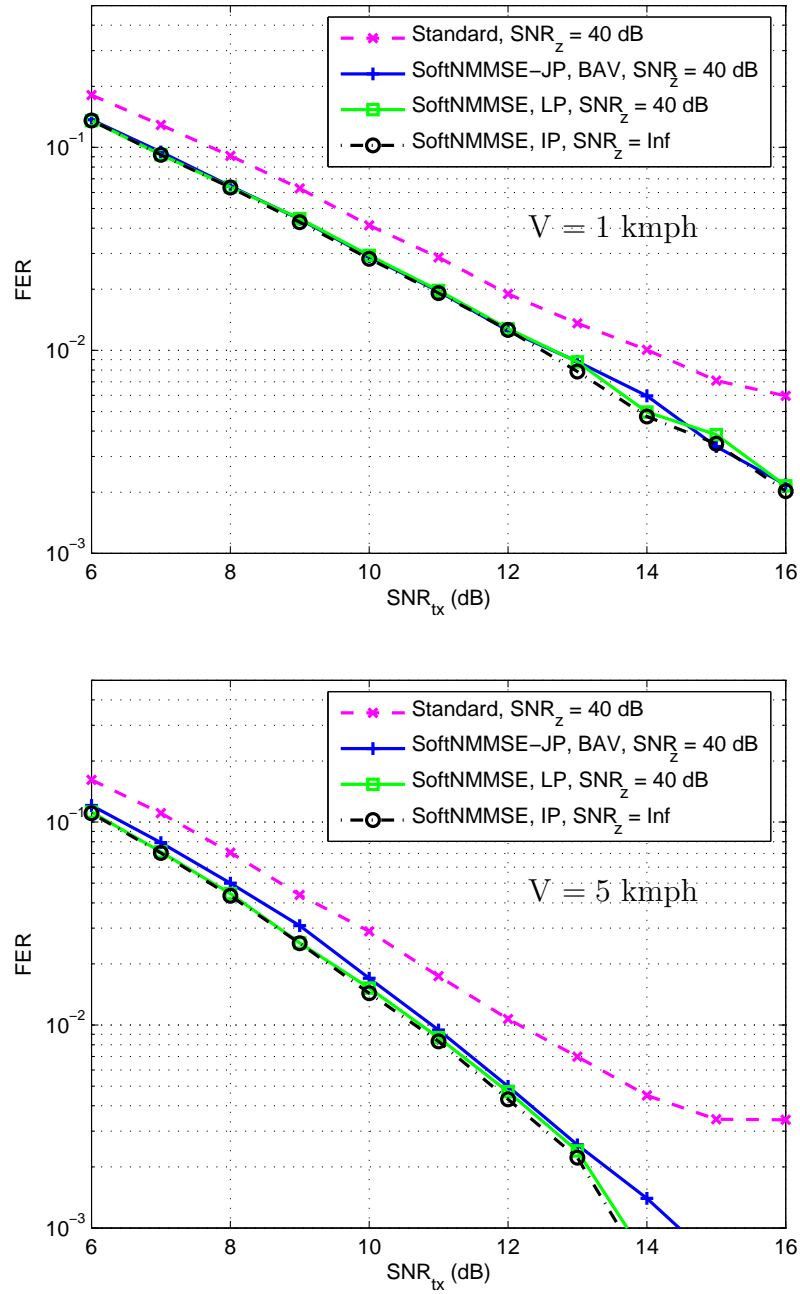 Standard, SNR_z = 40 dB
SoftNMMSE−JP, BAV, SNR_z = 40 dB
SoftNMMSE, LP, SNR_z = 40 dB
SoftNMMSE, IP, SNR_z = Inf
10^−1
V = 1 kmph
FER
10^−2
10^−3
6 8 10 12 14 16
SNR_tx (dB)
Standard, SNR_z = 40 dB
SoftNMMSE−JP, BAV, SNR_z = 40 dB
SoftNMMSE, LP, SNR_z = 40 dB
SoftNMMSE, IP, SNR_z = Inf
10^−1
V = 5 kmph
FER
10^−2
10^−3
6 8 10 12 14 16
SNR_tx (dB)